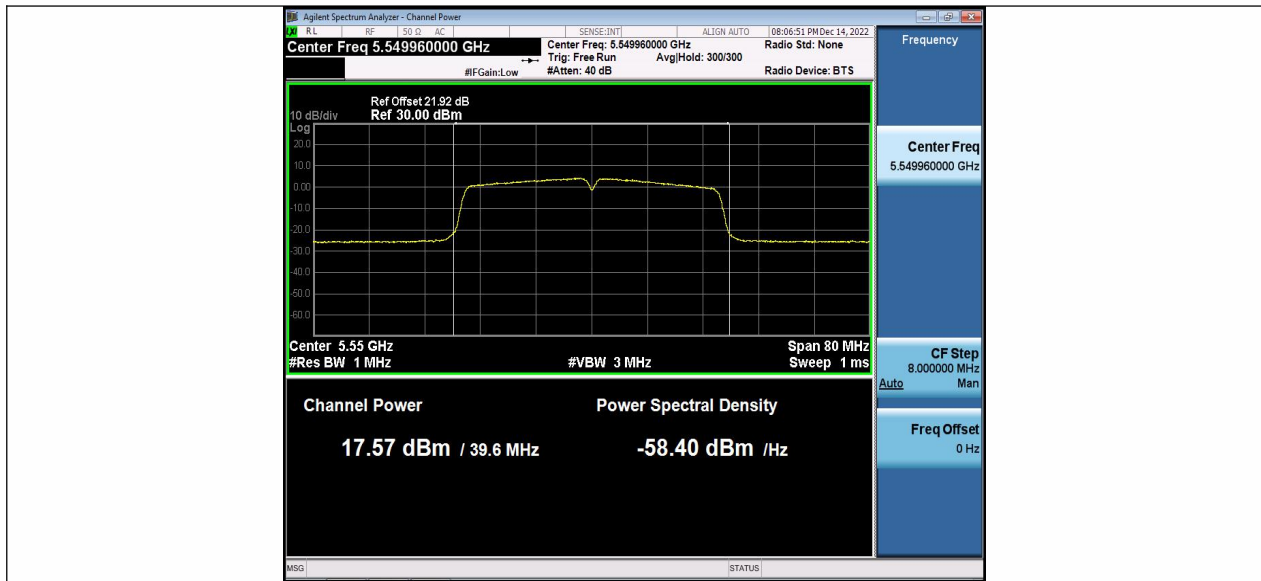 Agilent Spectrum Analyzer - Channel Power
LXI RL RF 50 Ω AC SENSE:INT ALIGN AUTO 08:06:51 PM Dec 14, 2022
Center Freq 5.549960000 GHz
Center Freq: 5.549960000 GHz Radio Std: None
Trig: Free Run Avg|Hold: 300/300
#IFGain:Low #Atten: 40 dB Radio Device: BTS
Ref Offset 21.92 dB
10 dB/div Ref 30.00 dBm
Log
20.0
10.0
0.00
-10.0
-20.0
-30.0
-40.0
-50.0
-60.0
Center 5.55 GHz Span 80 MHz
#Res BW 1 MHz #VBW 3 MHz Sweep 1 ms
Channel Power Power Spectral Density
17.57 dBm / 39.6 MHz -58.40 dBm /Hz
MSG STATUS
Frequency
Center Freq
5.549960000 GHz
CF Step
8.000000 MHz
Auto Man
Freq Offset
0 Hz